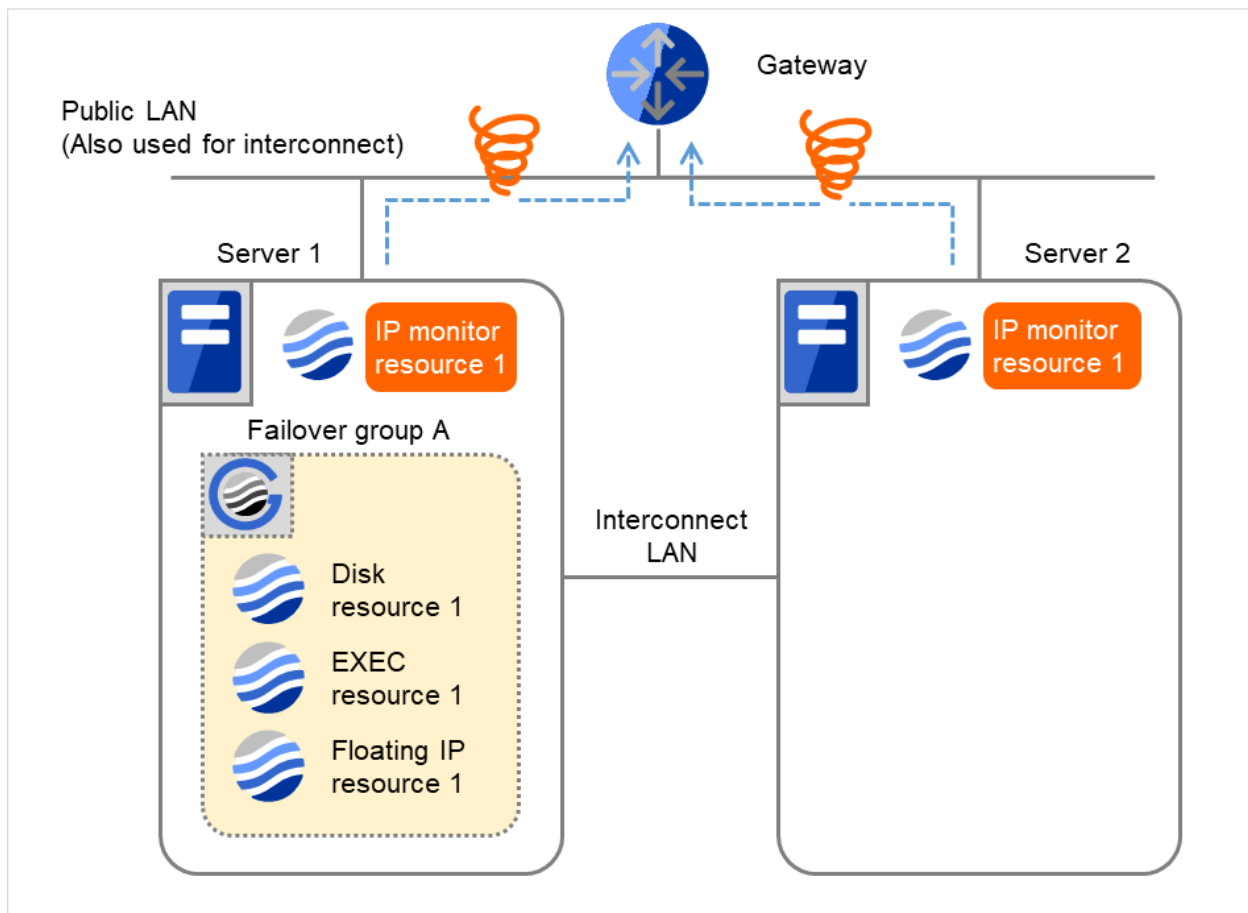 Gateway
Public LAN
(Also used for interconnect)
Server 1
Server 2
IP monitor
resource 1
IP monitor
resource 1
Failover group A
Interconnect
LAN
Disk
resource 1
EXEC
resource 1
Floating IP
resource 1